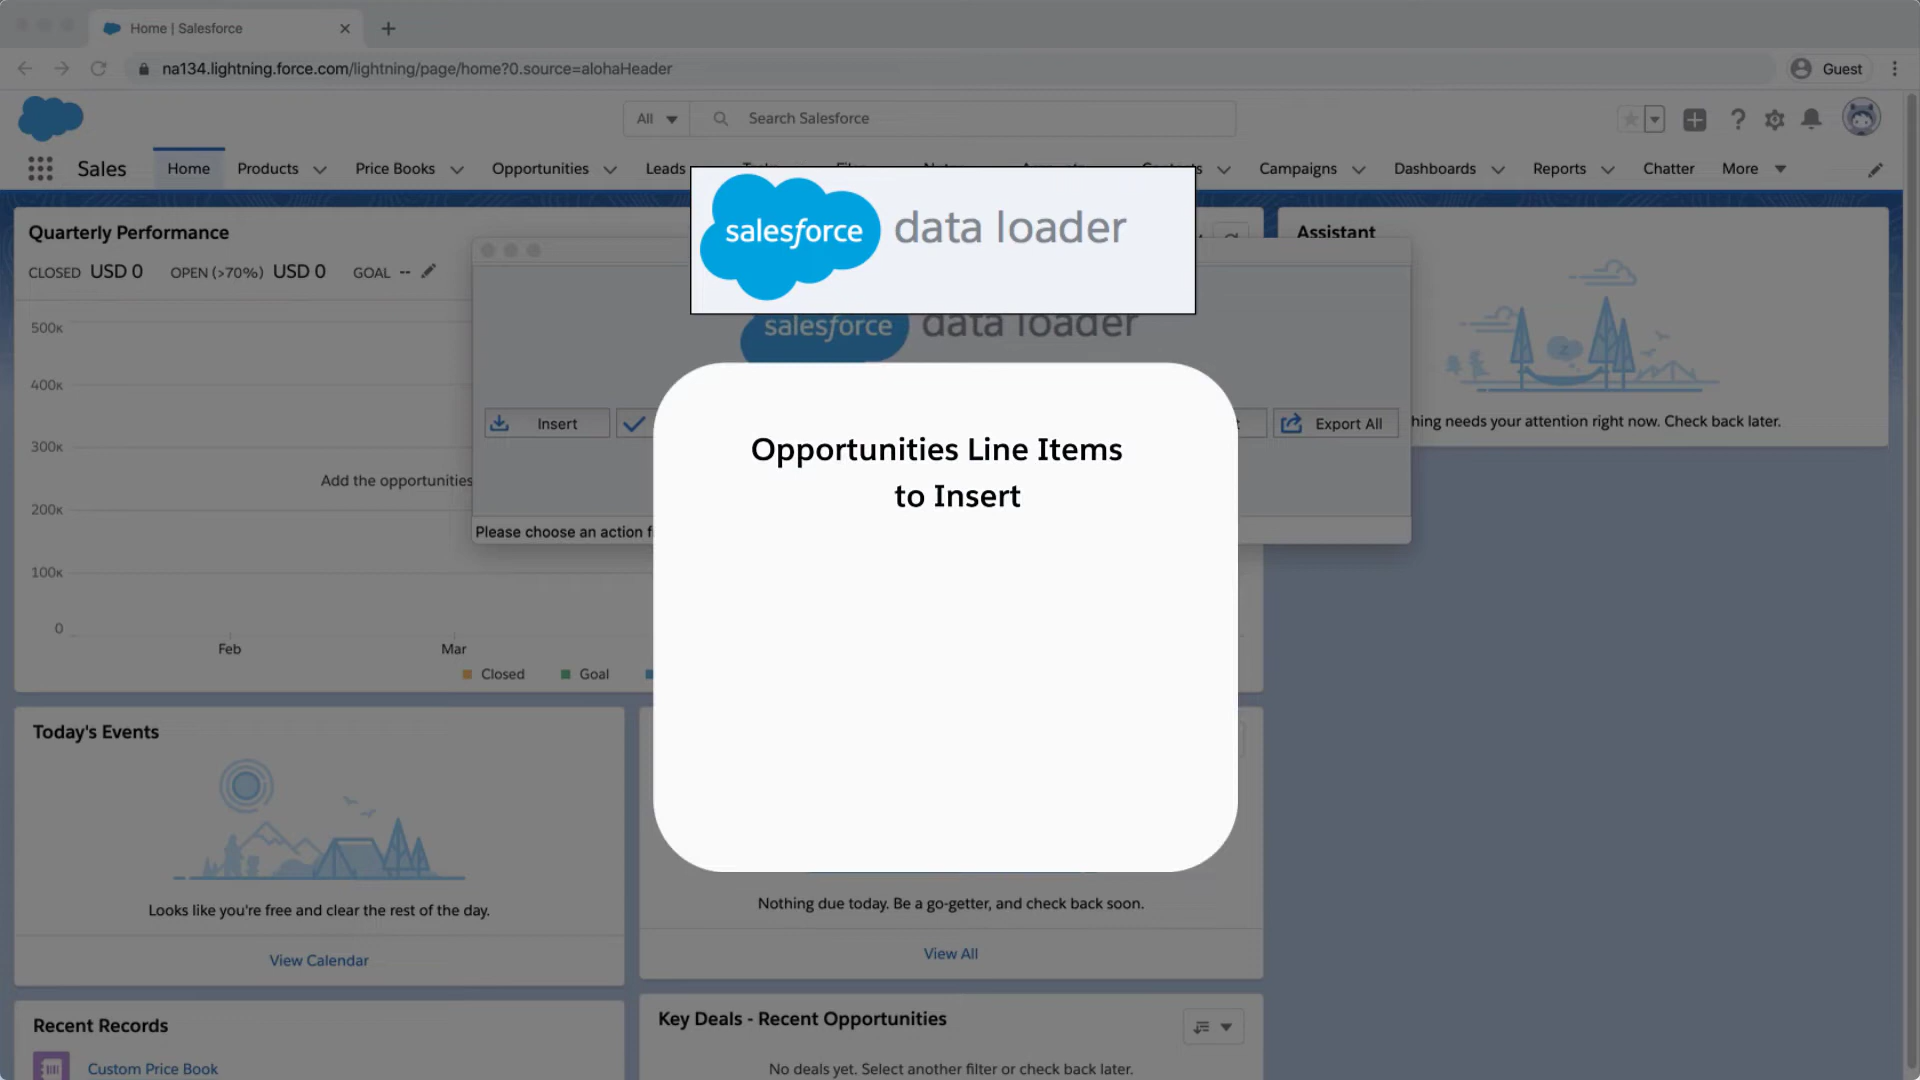 Home | Salesforce
na134.lightning.force.com/lightning/page/home?0.source=alohaHeader
Guest
All
Search Salesforce
Sales
Home
Products
Price Books
Opportunities
Leads
Campaigns
Dashboards
Reports
Chatter
More
salesforce data loader
Quarterly Performance
CLOSED USD 0 OPEN (>70%) USD 0 GOAL --
Assistant
salesforce data loader
500K
400K
300K
200K
100K
0
Add the opportunities
Feb
Mar
Closed
Goal
Insert
Export All
Please choose an action f
hing needs your attention right now. Check back later.
Opportunities Line Items
to Insert
Today's Events
Looks like you're free and clear the rest of the day.
View Calendar
Nothing due today. Be a go-getter, and check back soon.
View All
Recent Records
Custom Price Book
Key Deals - Recent Opportunities
No deals yet. Select another filter or check back later.